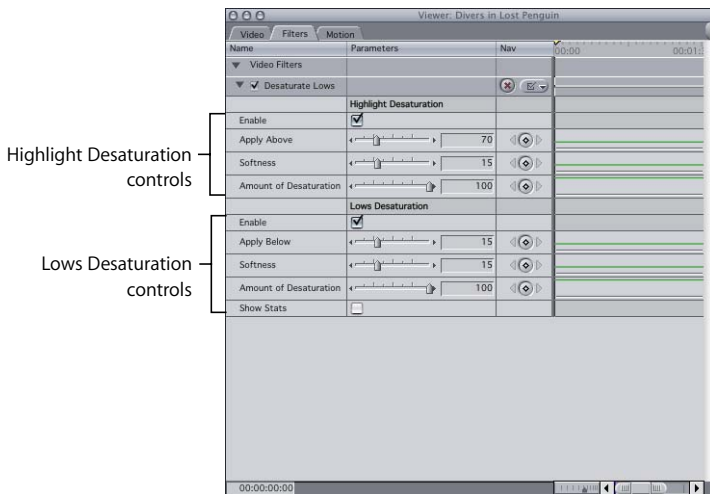 Viewer: Divers in Lost Penguin
Video Filters Motion
Name Parameters Nav 00:00 00:01:
Video Filters
Desaturate Lows
Highlight Desaturation
Enable
Apply Above 70
Softness 15
Amount of Desaturation 100
Lows Desaturation
Enable
Apply Below 15
Softness 15
Amount of Desaturation 100
Show Stats
00:00:00:00
Highlight Desaturation
controls
Lows Desaturation
controls